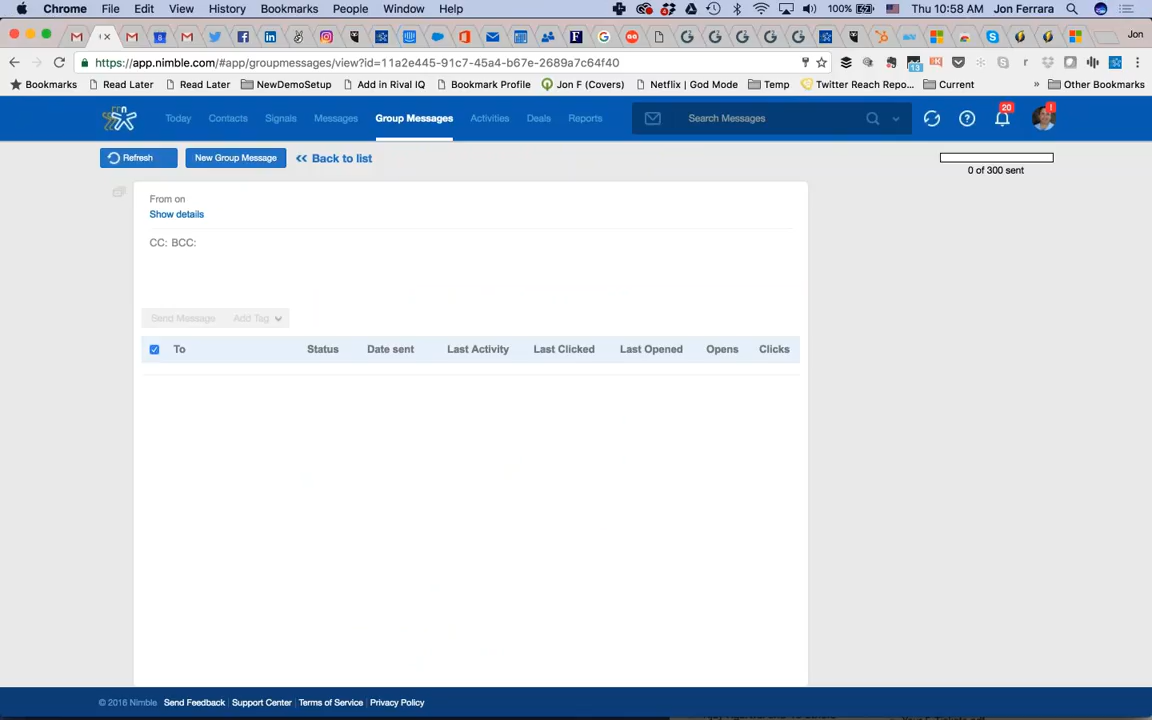 Chrome File Edit View History Bookmarks People Window Help 100% Thu 10:58 AM Jon Ferrara
Jon
https://app.nimble.com/#app/groupmessages/view?id=11a2e445-91c7-45a4-b67e-2689a7c64f40 13
Bookmarks Read Later Read Later NewDemoSetup Add in Rival IQ Bookmark Profile Jon F (Covers) Netflix | God Mode Temp Twitter Reach Repo... Current » Other Bookmarks
Today Contacts Signals Messages Group Messages Activities Deals Reports Search Messages 20 !
Refresh New Group Message « Back to list
0 of 300 sent
From on
Show details
CC: BCC:
Send Message Add Tag
To Status Date sent Last Activity Last Clicked Last Opened Opens Clicks
© 2016 Nimble Send Feedback Support Center Terms of Service Privacy Policy